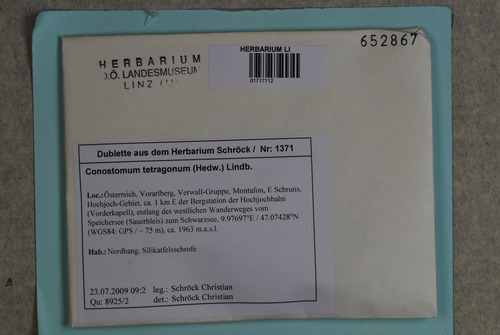 652867
HERBARIUM
O.Ö. LANDESMUSEUM
LINZ
HERBARIUM LI
01717112
Dublette aus dem Herbarium Schröck / Nr: 1371
Conostomum tetragonum (Hedw.) Lindb.
Loc.: Österreich, Vorarlberg, Verwall-Gruppe, Montafon, E Schruns,
Hochjoch-Gebiet, ca. 1 km E der Bergstation der Hochjochbahn
(Vorderkapell), entlang des westlichen Wanderweges vom
Speichersee (Sauerbleis) zum Schwarzsee, 9.97697°E / 47.07428°N
(WGS84: GPS / ~ 75 m), ca. 1963 m.a.s.l.
Hab.: Nordhang, Silikatfelsschrofe
23.07.2009 09:2 leg.: Schröck Christian
Qu: 8925/2 det.: Schröck Christian